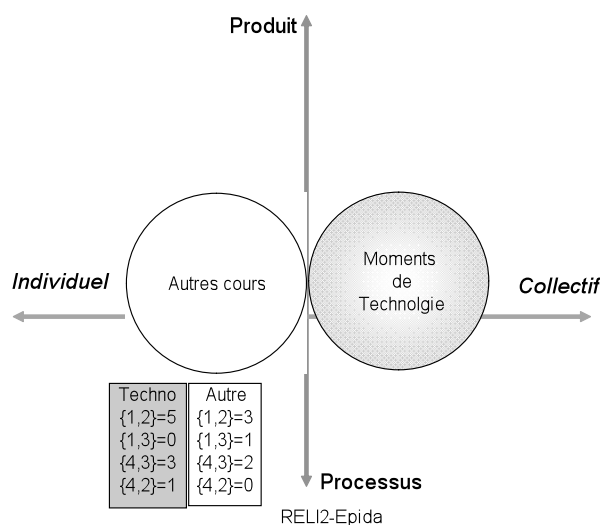 Produit
Moments
de
Technolgie
Autres cours
Individuel
Collectif
Techno
{1,2}=5
{1,3}=0
{4,3}=3
{4,2}=1
Autre
{1,2}=3
{1,3}=1
{4,3}=2
{4,2}=0
Processus
RELI2-Epida